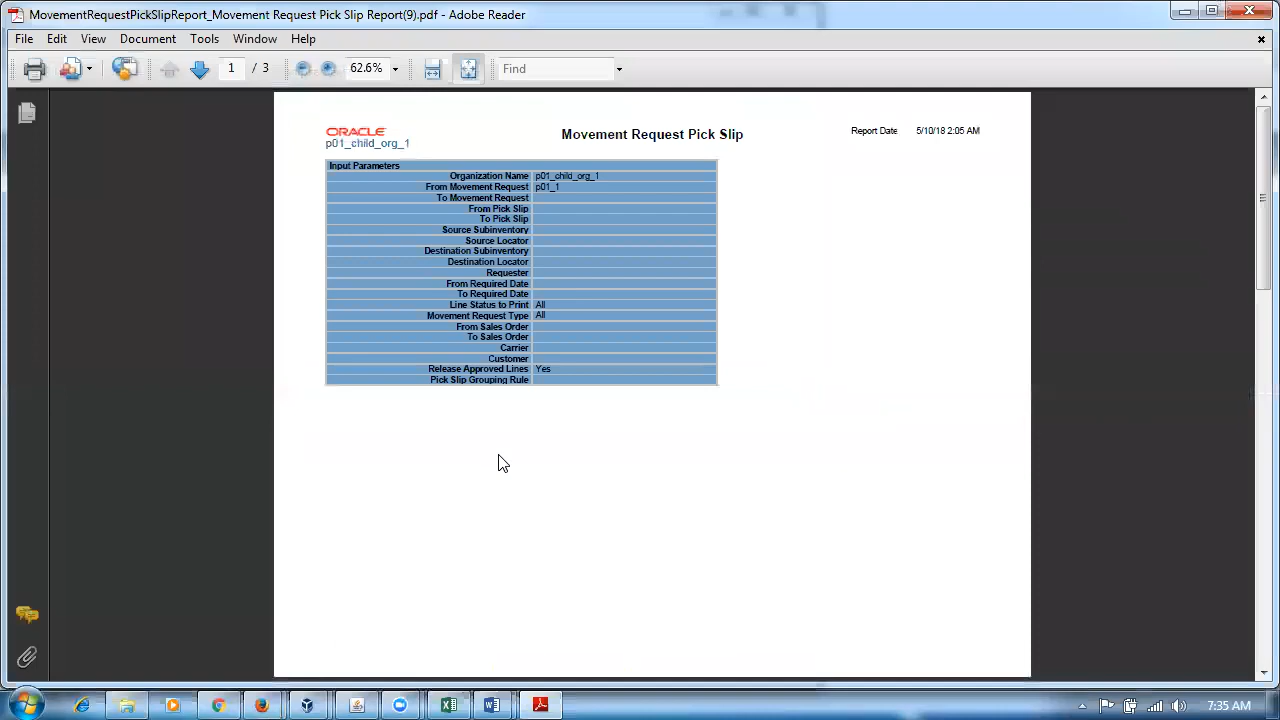 MovementRequestPickSlipReport_Movement Request Pick Slip Report(9).pdf - Adobe Reader
File Edit View Document Tools Window Help
1 / 3 62.6% Find
ORACLE
p01_child_org_1
Movement Request Pick Slip
Report Date 5/10/18 2:05 AM
Input Parameters
Organization Name p01_child_org_1
From Movement Request p01_1
To Movement Request
From Pick Slip
To Pick Slip
Source Subinventory
Source Locator
Destination Subinventory
Destination Locator
Requester
From Required Date
To Required Date
Line Status to Print All
Movement Request Type All
From Sales Order
To Sales Order
Carrier
Customer
Release Approved Lines Yes
Pick Slip Grouping Rule
7:35 AM